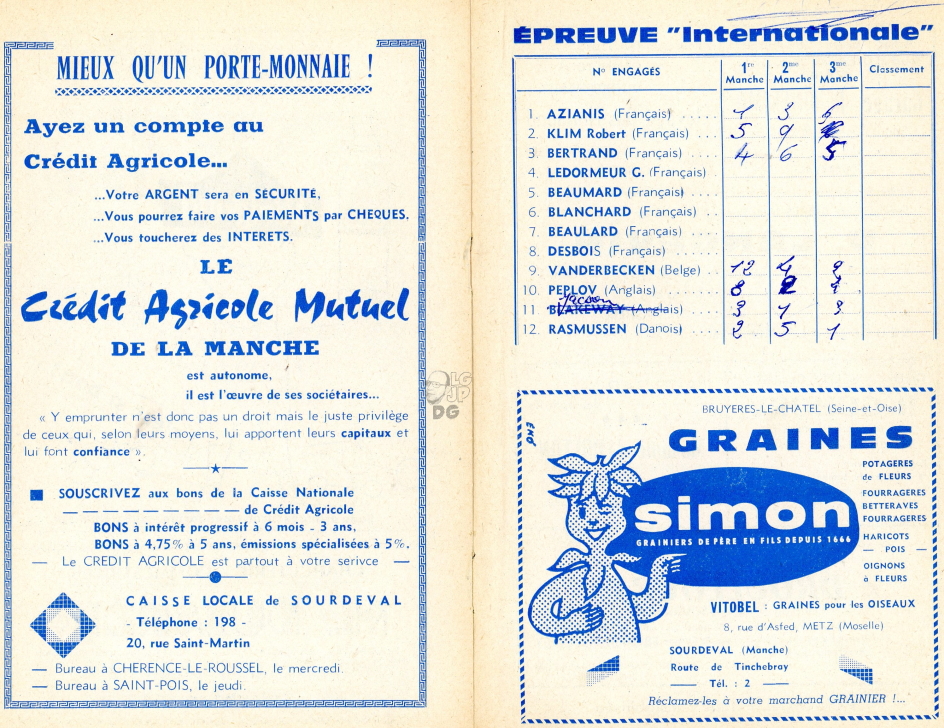 MIEUX QU'UN PORTE-MONNAIE !
Ayez un compte au
Crédit Agricole...
...Votre ARGENT sera en SECURITÉ,
...Vous pourrez faire vos PAIEMENTS par CHEQUES,
...Vous toucherez des INTERETS.
LE
Crédit Agricole Mutuel
DE LA MANCHE
est autonome,
il est l'œuvre de ses sociétaires...
« Y emprunter n'est donc pas un droit mais le juste privilège
de ceux qui, selon leurs moyens, lui apportent leurs capitaux et
lui font confiance ».
SOUSCRIVEZ aux bons de la Caisse Nationale
— — — — — — — — — de Crédit Agricole
BONS à intérêt progressif à 6 mois - 3 ans,
BONS à 4,75% à 5 ans, émissions spécialisées à 5%.
— Le CREDIT AGRICOLE est partout à votre serivce —
CAISSE LOCALE de SOURDEVAL
- Téléphone : 198 -
20, rue Saint-Martin
— Bureau à CHERENCE-LE-ROUSSEL, le mercredi.
— Bureau à SAINT-POIS, le jeudi.
LG
JP
DG
ÉPREUVE "Internationale"
N° ENGAGÉS 1re Manche 2me Manche 3me Manche Classement
1. AZIANIS (Français) ..... 1 3 6
2. KLIM Robert (Français) .... 5 9
3. BERTRAND (Français) .... 4 6 5
4. LEDORMEUR G. (Français) .
5. BEAUMARD (Français) ....
6. BLANCHARD (Français) ..
7. BEAULARD (Français) ....
8. DESBOIS (Français) ......
9. VANDERBECKEN (Belge) .. 12 4 2
10. PEPLOV (Anglais) ....... 8 2
11 BLAKEWAY (Anglais) .... 3 1 3
12. RASMUSSEN (Danois) .... 2 5 1
BRUYERES-LE-CHATEL (Seine-et-Oise)
GRAINES
simon
GRAINIERS DE PÈRE EN FILS DEPUIS 1666
POTAGERES
de FLEURS
FOURRAGERES
BETTERAVES
FOURRAGERES
HARICOTS
— POIS —
OIGNONS
à FLEURS
VITOBEL : GRAINES pour les OISEAUX
8, rue d'Asfed, METZ (Moselle)
SOURDEVAL (Manche)
Route de Tinchebray
— Tél. : 2 —
Réclamez-les à votre marchand GRAINIER !...